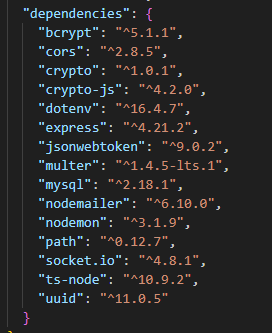 "dependencies": {
"bcrypt": "^5.1.1",
"cors": "^2.8.5",
"crypto": "^1.0.1",
"crypto-js": "^4.2.0",
"dotenv": "^16.4.7",
"express": "^4.21.2",
"jsonwebtoken": "^9.0.2",
"multer": "^1.4.5-lts.1",
"mysql": "^2.18.1",
"nodemailer": "^6.10.0",
"nodemon": "^3.1.9",
"path": "^0.12.7",
"socket.io": "^4.8.1",
"ts-node": "^10.9.2",
"uuid": "^11.0.5"
}